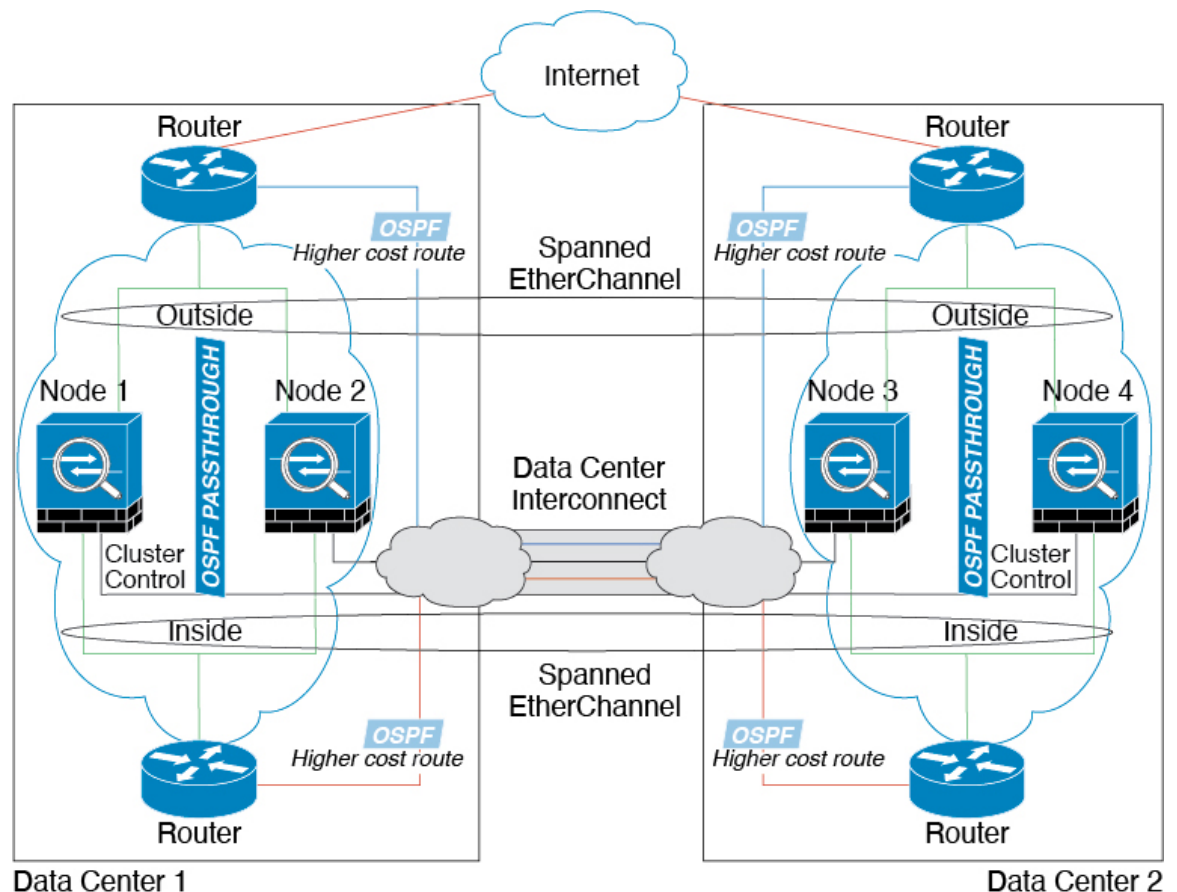 Internet
Router
Router
OSPF
Higher cost route
Spanned
EtherChannel
OSPF
Higher cost route
Outside
Outside
Node 1
OSPF PASSTHROUGH
Node 2
Node 3
OSPF PASSTHROUGH
Node 4
Data Center
Interconnect
Cluster
Control
Cluster
Control
Inside
Inside
Spanned
EtherChannel
OSPF
Higher cost route
OSPF
Higher cost route
Router
Router
Data Center 1
Data Center 2